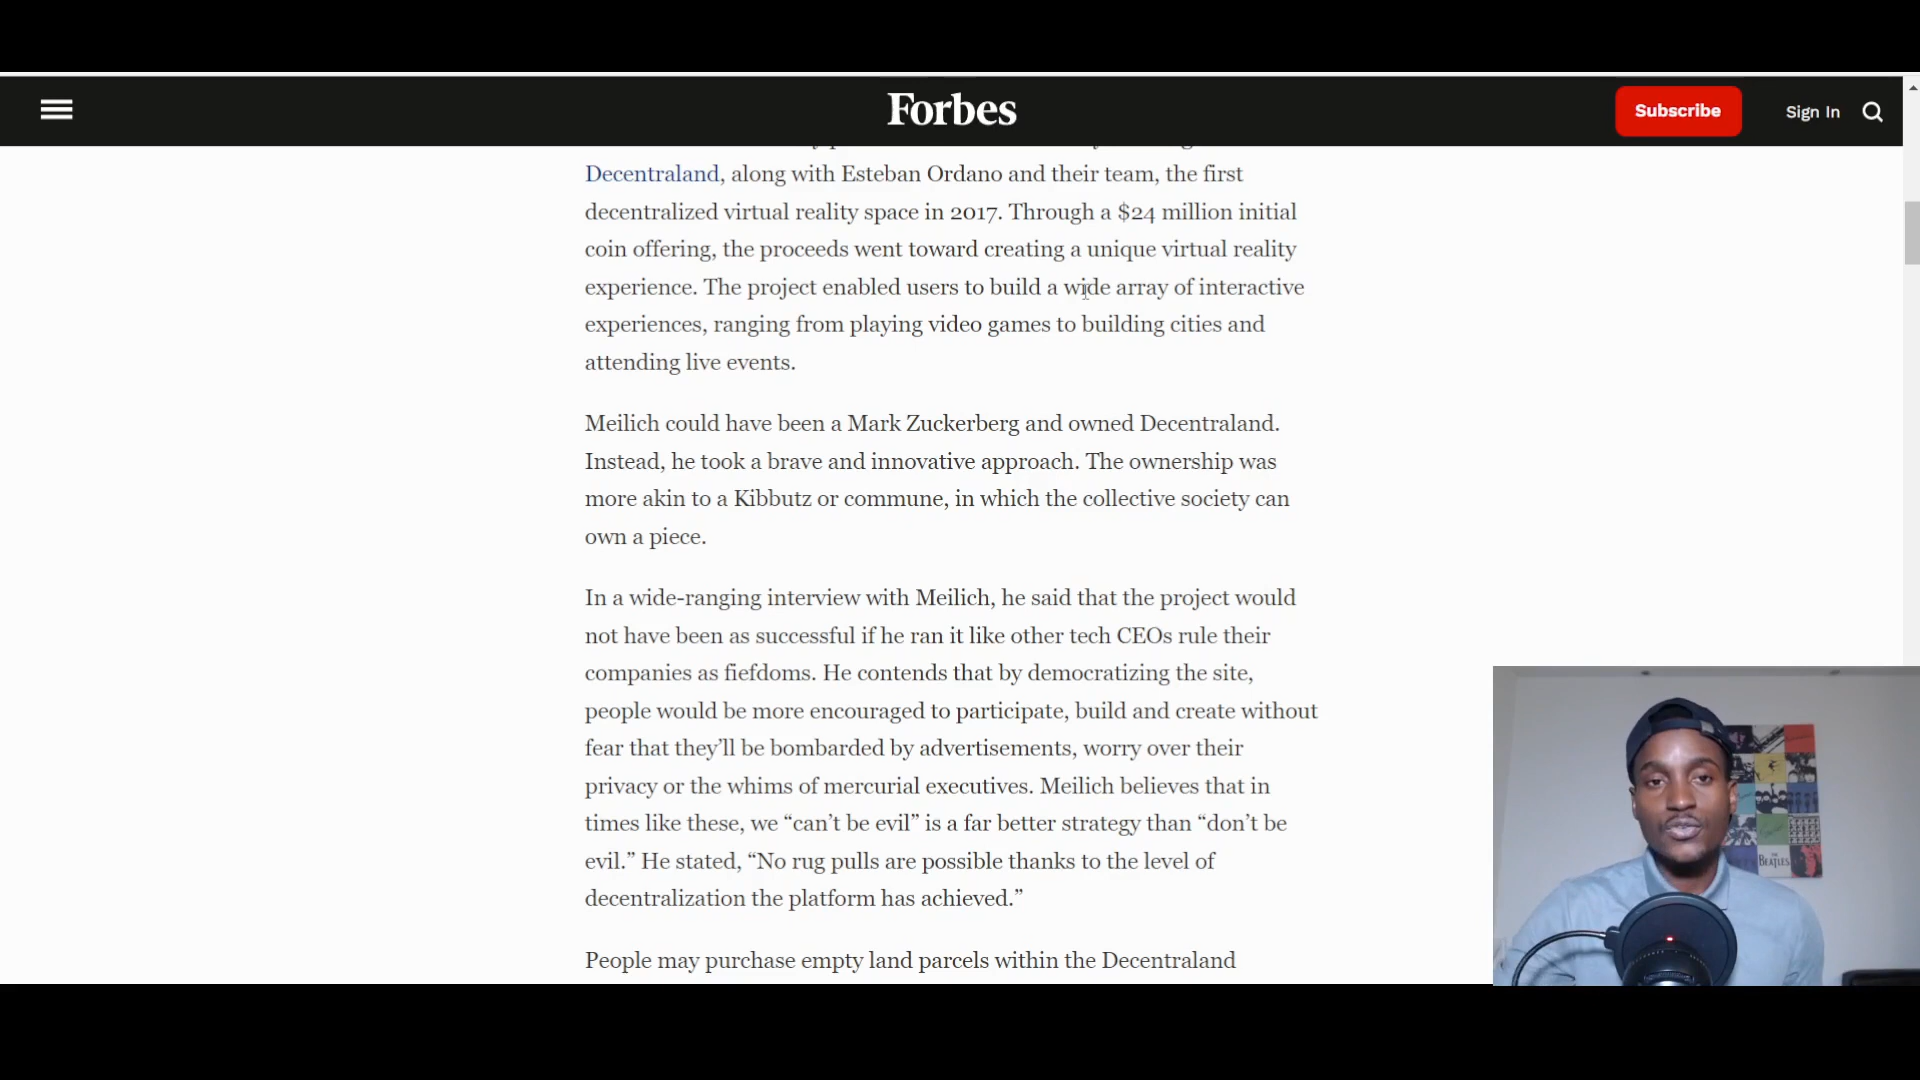 Forbes
Subscribe
Sign In
Decentraland, along with Esteban Ordano and their team, the first
decentralized virtual reality space in 2017. Through a $24 million initial
coin offering, the proceeds went toward creating a unique virtual reality
experience. The project enabled users to build a wide array of interactive
experiences, ranging from playing video games to building cities and
attending live events.
Meilich could have been a Mark Zuckerberg and owned Decentraland.
Instead, he took a brave and innovative approach. The ownership was
more akin to a Kibbutz or commune, in which the collective society can
own a piece.
In a wide-ranging interview with Meilich, he said that the project would
not have been as successful if he ran it like other tech CEOs rule their
companies as fiefdoms. He contends that by democratizing the site,
people would be more encouraged to participate, build and create without
fear that they’ll be bombarded by advertisements, worry over their
privacy or the whims of mercurial executives. Meilich believes that in
times like these, we “can’t be evil” is a far better strategy than “don’t be
evil.” He stated, “No rug pulls are possible thanks to the level of
decentralization the platform has achieved.”
People may purchase empty land parcels within the Decentraland
THE BEATLES